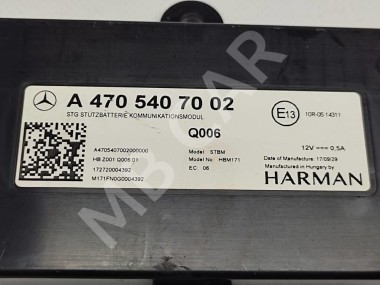 A 470 540 70 02
STG STÜTZBATTERIE KOMMUNIKATIONSMODUL
Q006
E13
10R-05 14311
A4705407002000000
HB Z001 Q006 01
172720004392
M171FN0G0004392
Model : STBM
Model No.: HBM171
EC: 06
12V 0,5A
Date of Manufacture: 17/09/29
Manufactured in Hungary by
HARMAN
MB CAR